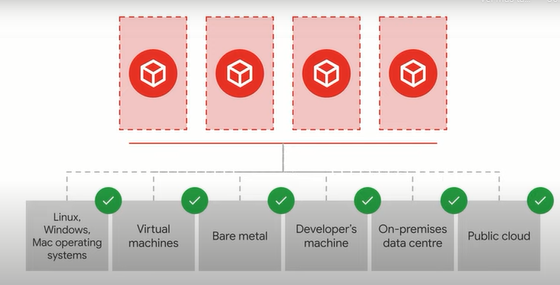 Linux,
Windows,
Mac operating
systems
Virtual
machines
Bare metal
Developer's
machine
On-premises
data centre
Public cloud